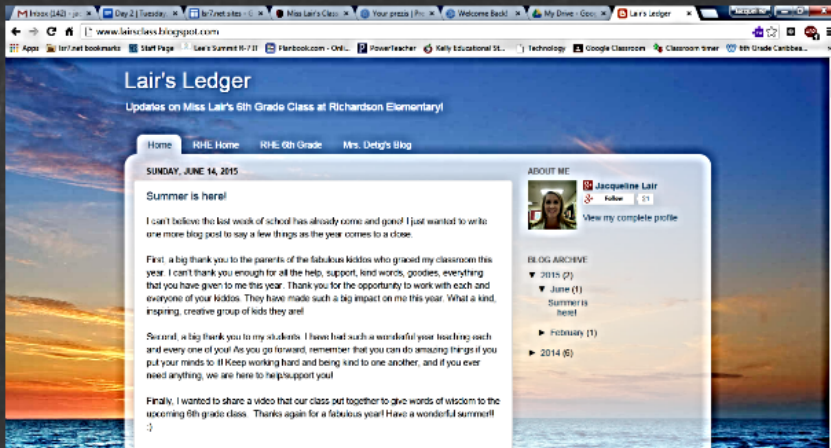 Inbox (142) - jac
Day 2 | Tuesday,
lsr7.net sites - G
Miss Lair's Class
Your prezis | Pre
Welcome Back!
My Drive - Goog
Lair's Ledger
www.lairsclass.blogspot.com
Apps
lsr7.net bookmarks
Staff Page
Lee's Summit R-7 IT
Planbook.com - Onli...
PowerTeacher
Kelly Educational St...
Technology
Google Classroom
Classroom timer
6th Grade Caribbea...
Lair's Ledger
Updates on Miss Lair's 6th Grade Class at Richardson Elementary!
Home
RHE Home
RHE 6th Grade
Mrs. Detig's Blog
SUNDAY, JUNE 14, 2015
Summer is here!
I can't believe the last week of school has already come and gone! I just wanted to write
one more blog post to say a few things as the year comes to a close.
First, a big thank you to the parents of the fabulous kiddos who graced my classroom this
year. I can't thank you enough for all the help, support, kind words, goodies, everything
that you have given to me this year. Thank you for the opportunity to work with each and
everyone of your kiddos. They have made such a big impact on me this year. What a kind,
inspiring, creative group of kids they are!
Second, a big thank you to my students. I have had such a wonderful year teaching each
and every one of you! As you go forward, remember that you can do amazing things if you
put your minds to it! Keep working hard and being kind to one another, and if you ever
need anything, we are here to help/support you!
Finally, I wanted to share a video that our class put together to give words of wisdom to the
upcoming 6th grade class. Thanks again for a fabulous year! Have a wonderful summer!!
:)
ABOUT ME
Jacqueline Lair
Follow 21
View my complete profile
BLOG ARCHIVE
▼ 2015 (2)
▼ June (1)
Summer is
here!
► February (1)
► 2014 (6)